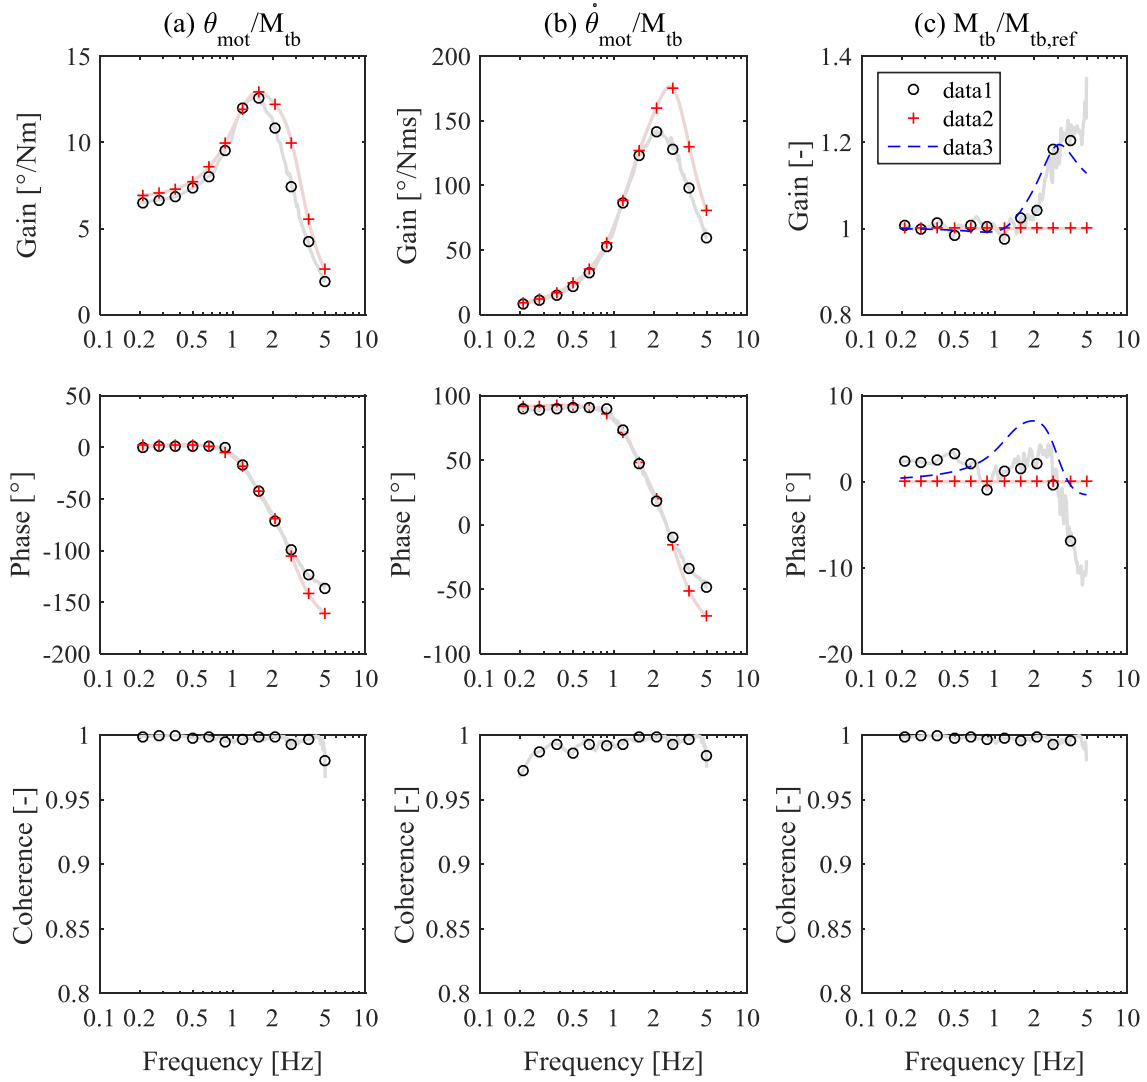 (a) θmot/Mtb
(b) θ̇mot/Mtb
(c) Mtb/Mtb,ref
15
10
5
0
Gain [°/Nm]
0.1 0.2 0.5 1 2 5 10
200
150
100
50
0
Gain [°/Nms]
0.1 0.2 0.5 1 2 5 10
1.4
1.2
1
0.8
Gain [-]
data1
data2
data3
0.1 0.2 0.5 1 2 5 10
50
0
-50
-100
-150
-200
Phase [°]
0.1 0.2 0.5 1 2 5 10
100
50
0
-50
-100
Phase [°]
0.1 0.2 0.5 1 2 5 10
10
0
-10
-20
Phase [°]
0.1 0.2 0.5 1 2 5 10
1
0.95
0.9
0.85
0.8
Coherence [-]
0.1 0.2 0.5 1 2 5 10
Frequency [Hz]
1
0.95
0.9
0.85
0.8
Coherence [-]
0.1 0.2 0.5 1 2 5 10
Frequency [Hz]
1
0.95
0.9
0.85
0.8
Coherence [-]
0.1 0.2 0.5 1 2 5 10
Frequency [Hz]